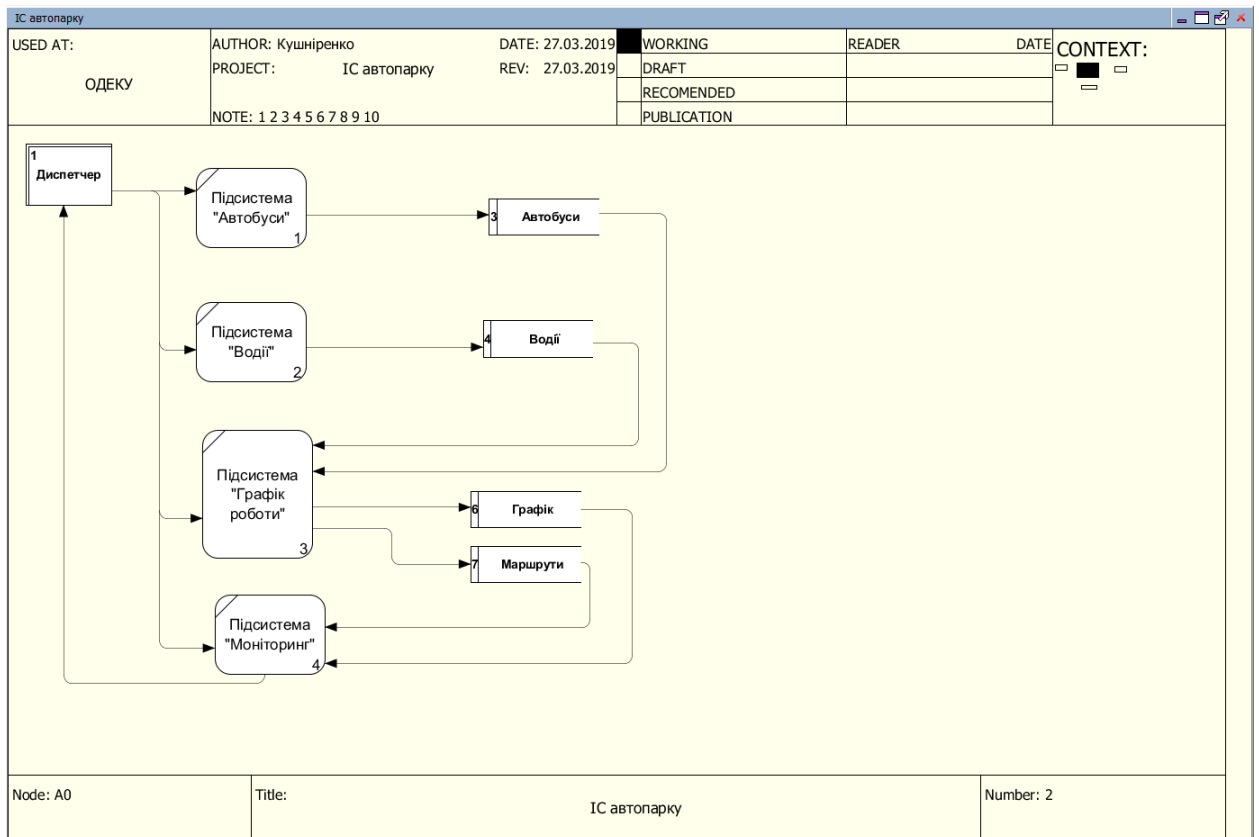 ІС автопарку
USED AT:
ОДЕКУ
AUTHOR: Кушніренко
DATE: 27.03.2019
PROJECT: ІС автопарку
REV: 27.03.2019
NOTE: 1 2 3 4 5 6 7 8 9 10
WORKING
DRAFT
RECOMENDED
PUBLICATION
READER DATE
CONTEXT:
1
Диспетчер
Підсистема
"Автобуси"
1
3 Автобуси
Підсистема
"Водії"
2
4 Водії
Підсистема
"Графік
роботи"
3
6 Графік
7 Маршрути
Підсистема
"Моніторинг"
4
Node: A0
Title:
ІС автопарку
Number: 2